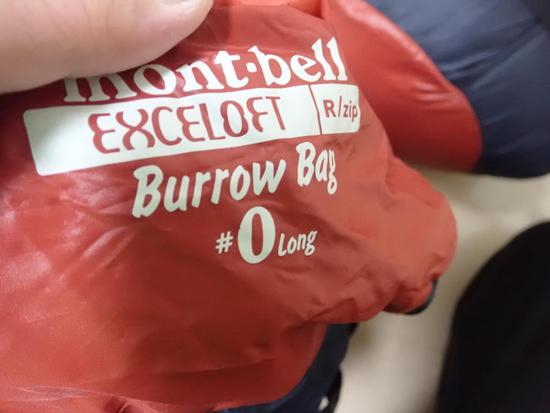 mont-bell
EXCELOFT R/zip
Burrow Bag
#0 Long